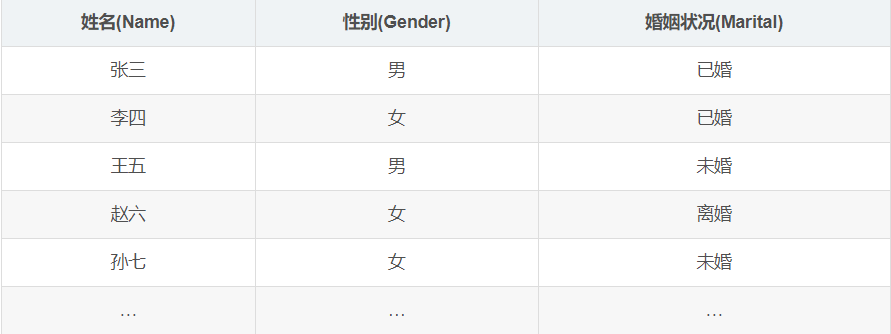 姓名(Name) 性别(Gender) 婚姻状况(Marital)
张三 男 已婚
李四 女 已婚
王五 男 未婚
赵六 女 离婚
孙七 女 未婚
… … …